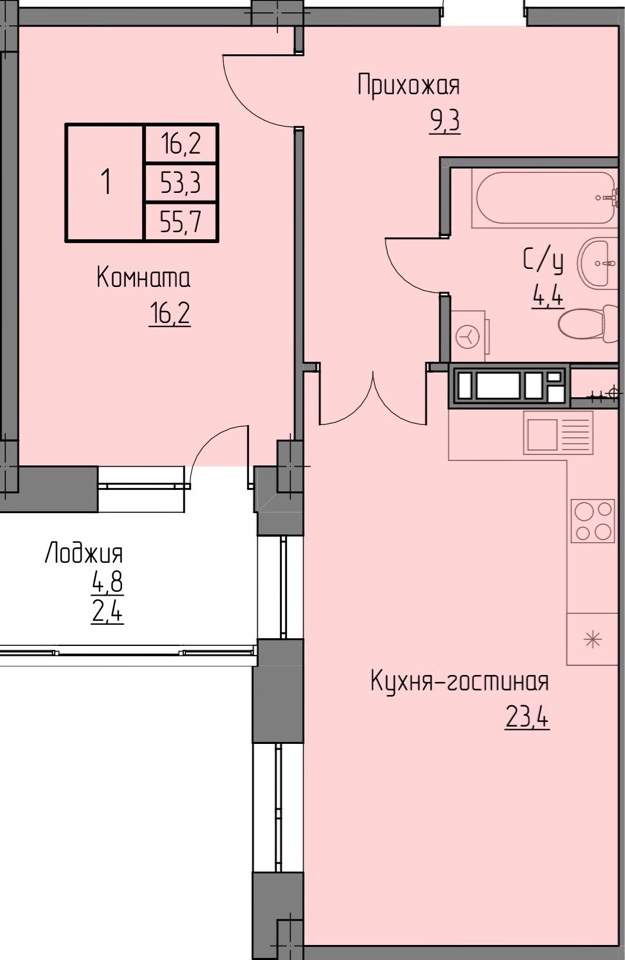 Прихожая
9,3
1
16,2
53,3
55,7
С/у
4,4
Комната
16,2
Лоджия
4,8
2,4
Кухня-гостиная
23,4